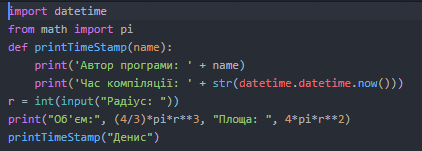 import datetime
from math import pi
def printTimeStamp(name):
    print('Автор програми: ' + name)
    print('Час компіляції: ' + str(datetime.datetime.now()))
r = int(input("Радіус: "))
print("Об'єм:", (4/3)*pi*r**3, "Площа: ", 4*pi*r**2)
printTimeStamp("Денис")